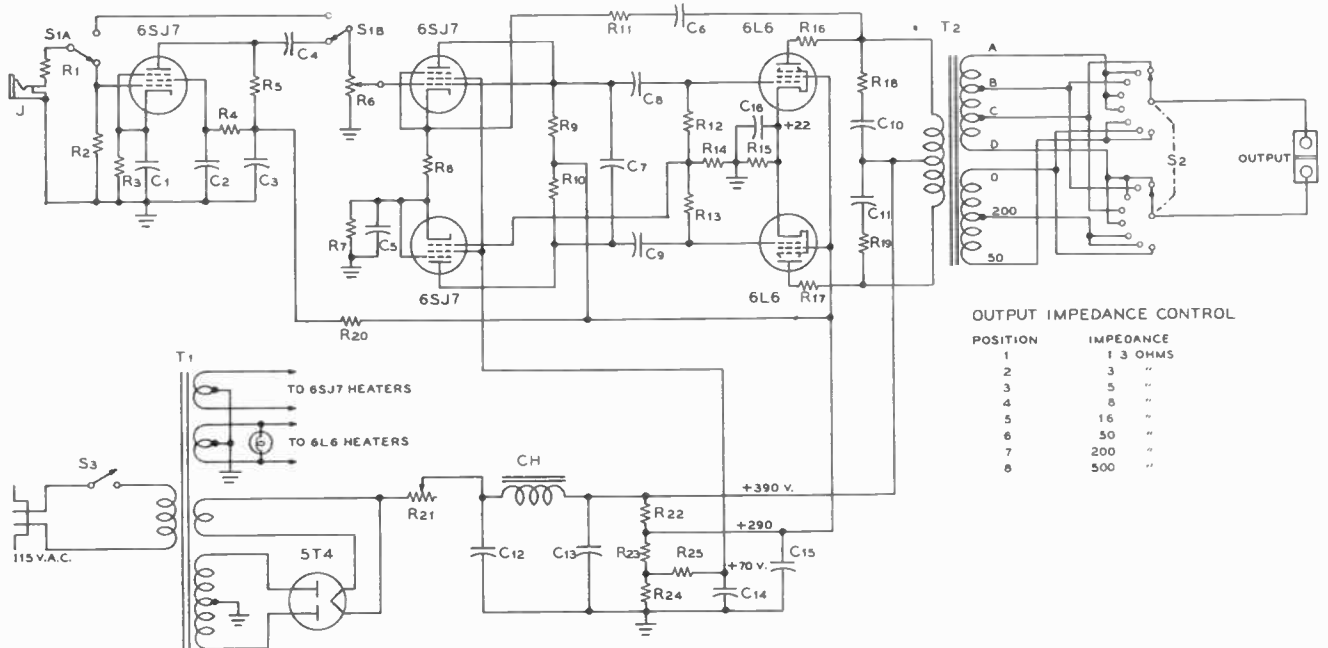 S1A
6SJ7
C4
S1B
6SJ7
R11
C6
6L6
R16
T2
R1
J
R5
R6
R4
R2
R3
C1
C2
C3
R8
R9
C8
R12
C16
+22
R14
R15
R18
C10
R10
C7
R13
C11
R7
C5
C9
R19
6SJ7
6L6
R17
R20
A
B
C
D
0
200
50
S2
OUTPUT
OUTPUT IMPEDANCE CONTROL
POSITION IMPEDANCE
1 1.3 OHMS
2 3 "
3 5 "
4 8 "
5 16 "
6 50 "
7 200 "
8 500 "
T1
TO 6SJ7 HEATERS
TO 6L6 HEATERS
S3
115 V.A.C.
5T4
R21
CH
+390 V.
R22
+290
C12
C13
R23
R25
C15
+70 V.
R24
C14